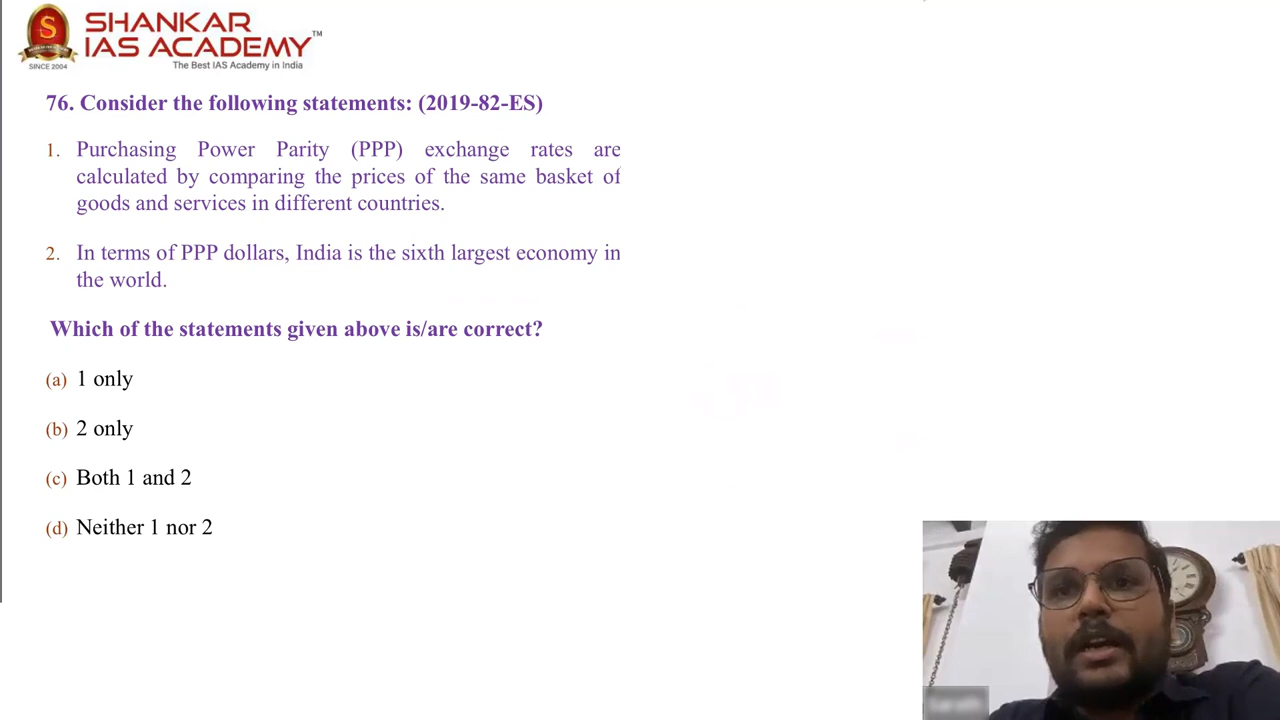 SHANKAR
IAS ACADEMY™
The Best IAS Academy in India
S
SINCE 2004
76. Consider the following statements: (2019-82-ES)
1. Purchasing Power Parity (PPP) exchange rates are
calculated by comparing the prices of the same basket of
goods and services in different countries.
2. In terms of PPP dollars, India is the sixth largest economy in
the world.
Which of the statements given above is/are correct?
(a) 1 only
(b) 2 only
(c) Both 1 and 2
(d) Neither 1 nor 2